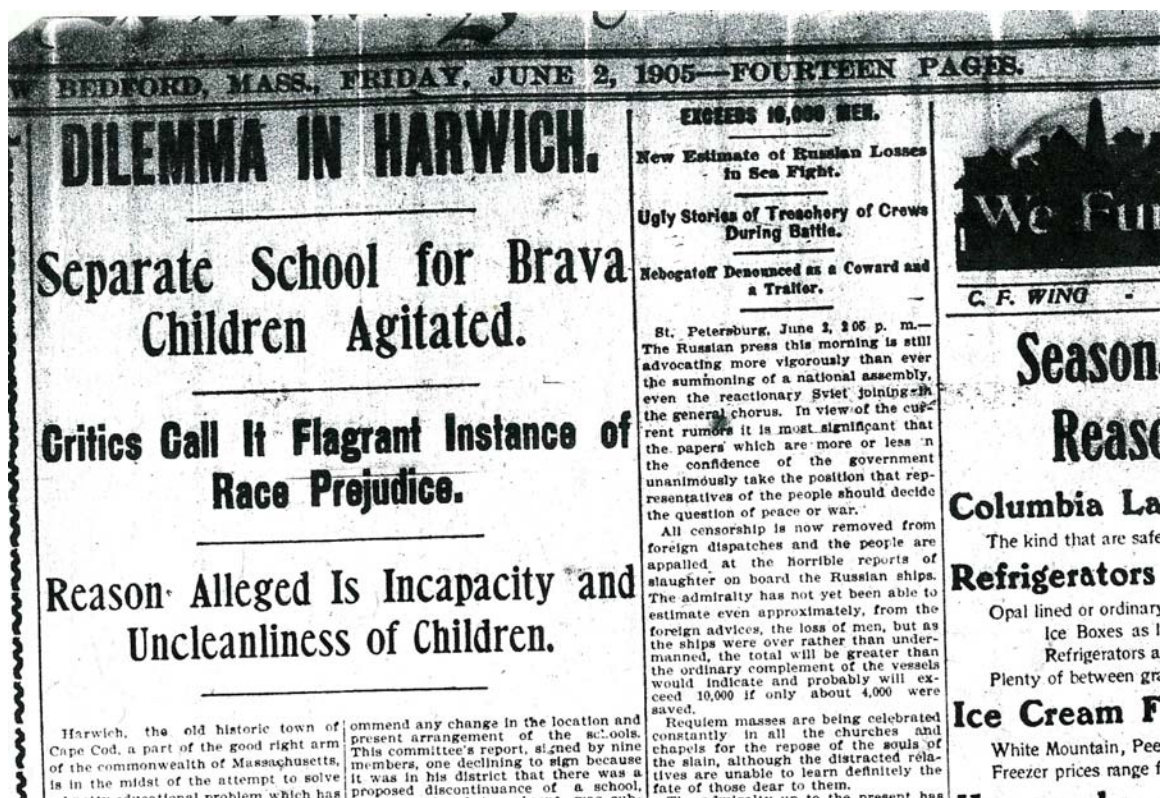 BEDFORD, MASS., FRIDAY, JUNE 2, 1905—FOURTEEN PAGES.
DILEMMA IN HARWICH.
Separate School for Brava
Children Agitated.
Critics Call It Flagrant Instance of
Race Prejudice.
Reason Alleged Is Incapacity and
Uncleanliness of Children.
Harwich, the old historic town of
Cape Cod, a part of the good right arm
of the commonwealth of Massachusetts,
is in the midst of the attempt to solve
educational problem which has
ommend any change in the location and
present arrangement of the schools.
This committee's report, signed by nine
members, one declining to sign because
it was in his district that there was a
proposed discontinuance of a school,
EXCEEDS 10,000 MEN.
New Estimate of Russian Losses
in Sea Fight.
Ugly Stories of Treachery of Crews
During Battle.
Nebogatoff Denounced as a Coward and
a Traitor.
St. Petersburg, June 2, 2 05 p. m.—
The Russian press this morning is still
advocating more vigorously than ever
the summoning of a national assembly,
even the reactionary Sviet joining in
the general chorus. In view of the cur-
rent rumors it is most significant that
the papers which are more or less in
the confidence of the government
unanimously take the position that rep-
resentatives of the people should decide
the question of peace or war.
All censorship is now removed from
foreign dispatches and the people are
appalled at the horrible reports of
slaughter on board the Russian ships.
The admiralty has not yet been able to
estimate even approximately, from the
foreign advices, the loss of men, but as
the ships were over rather than under-
manned, the total will be greater than
the ordinary complement of the vessels
would indicate and probably will ex-
ceed 10,000 if only about 4,000 were
saved.
Requiem masses are being celebrated
constantly in all the churches and
chapels for the repose of the souls of
the slain, although the distracted rela-
tives are unable to learn definitely the
fate of those dear to them.
The admiralty up to the present has
We Fur
C. F. WING -
Season
Reaso
Columbia La
The kind that are safe
Refrigerators
Opal lined or ordinary
Ice Boxes as l
Refrigerators a
Plenty of between gra
Ice Cream F
White Mountain, Pee
Freezer prices range f